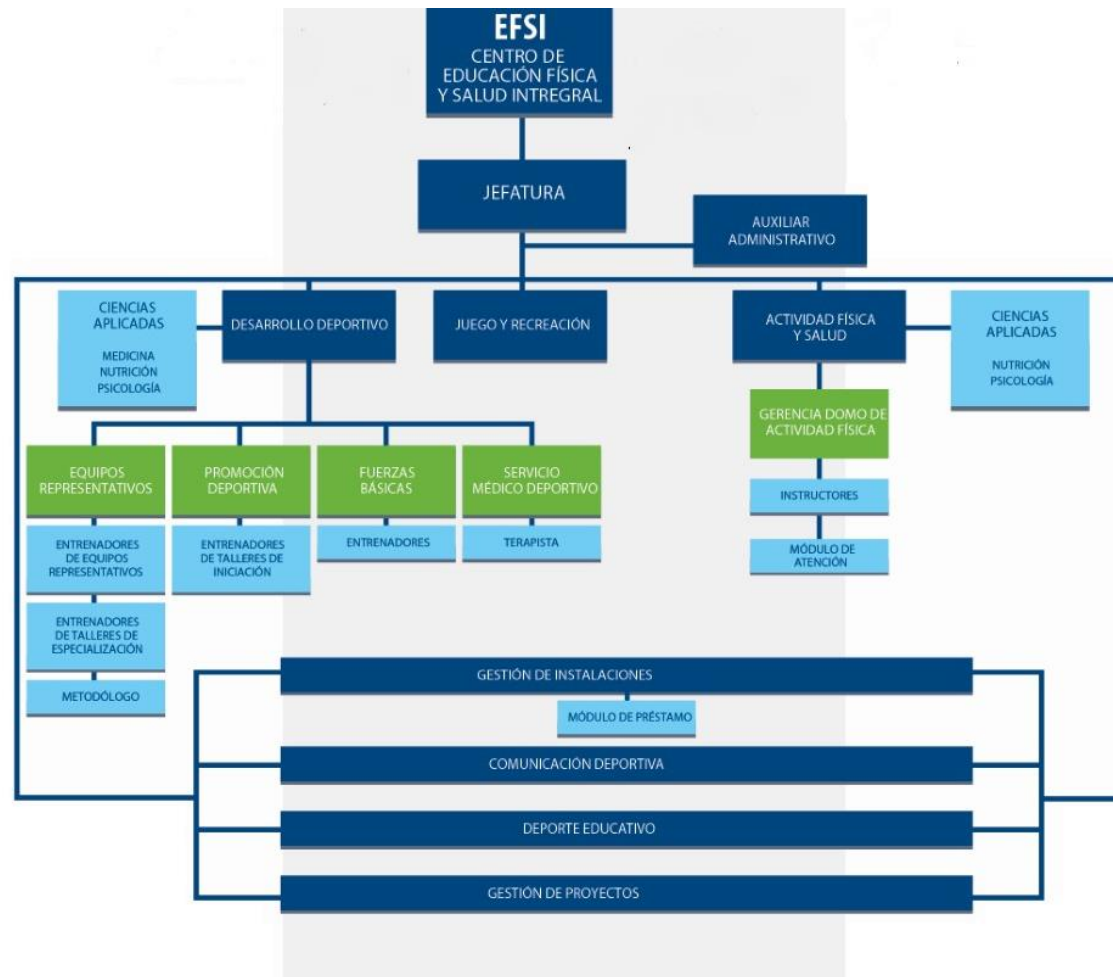 EFSI
CENTRO DE
EDUCACIÓN FÍSICA
Y SALUD INTREGRAL
JEFATURA
AUXILIAR
ADMINISTRATIVO
CIENCIAS
APLICADAS
MEDICINA
NUTRICIÓN
PSICOLOGÍA
DESARROLLO DEPORTIVO
JUEGO Y RECREACIÓN
ACTIVIDAD FÍSICA
Y SALUD
CIENCIAS
APLICADAS
NUTRICIÓN
PSICOLOGÍA
GERENCIA DOMO DE
ACTIVIDAD FÍSICA
EQUIPOS
REPRESENTATIVOS
PROMOCIÓN
DEPORTIVA
FUERZAS
BÁSICAS
SERVICIO
MÉDICO DEPORTIVO
INSTRUCTORES
ENTRENADORES
DE EQUIPOS
REPRESENTATIVOS
ENTRENADORES
DE TALLERES DE
INICIACIÓN
ENTRENADORES
TERAPISTA
MÓDULO DE
ATENCIÓN
ENTRENADORES
DE TALLERES DE
ESPECIALIZACIÓN
METODÓLOGO
GESTIÓN DE INSTALACIONES
MÓDULO DE PRÉSTAMO
COMUNICACIÓN DEPORTIVA
DEPORTE EDUCATIVO
GESTIÓN DE PROYECTOS